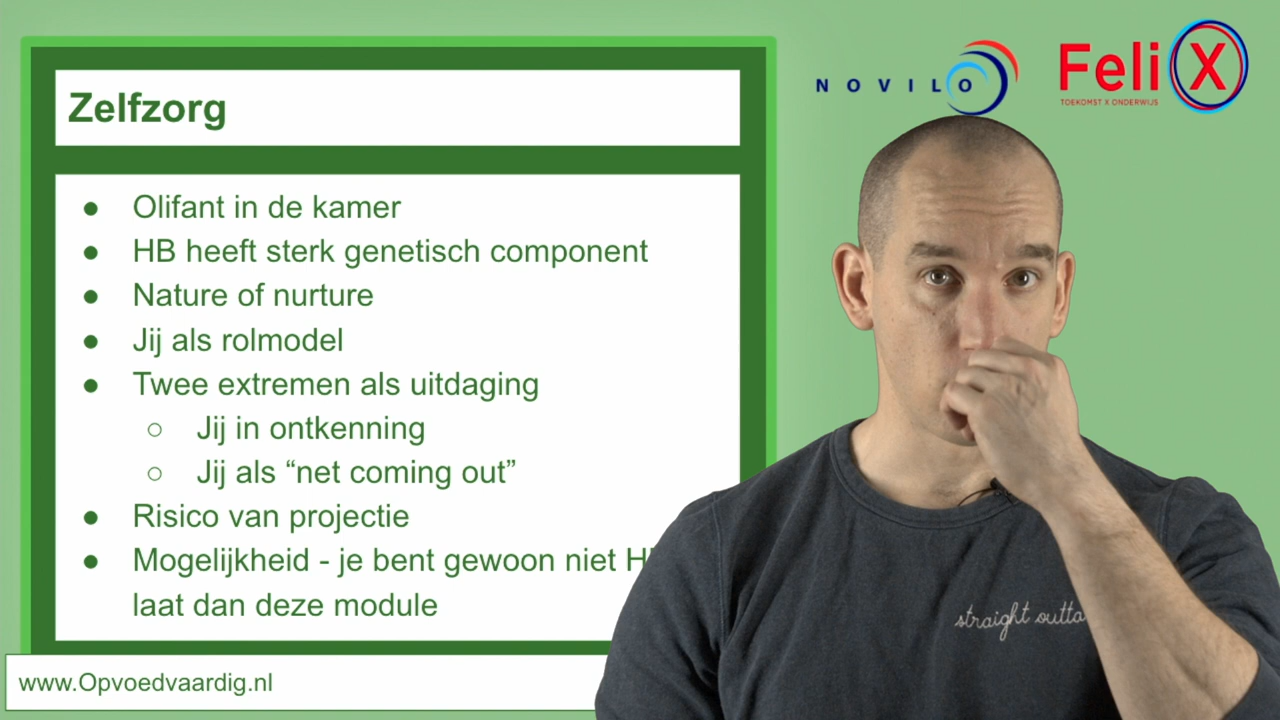 Zelfzorg
NOVILO
FeliX
TOEKOMST X ONDERWIJS
● Olifant in de kamer
● HB heeft sterk genetisch component
● Nature of nurture
● Jij als rolmodel
● Twee extremen als uitdaging
○ Jij in ontkenning
○ Jij als “net coming out”
● Risico van projectie
● Mogelijkheid - je bent gewoon niet
laat dan deze module
straight outta
www.Opvoedvaardig.nl